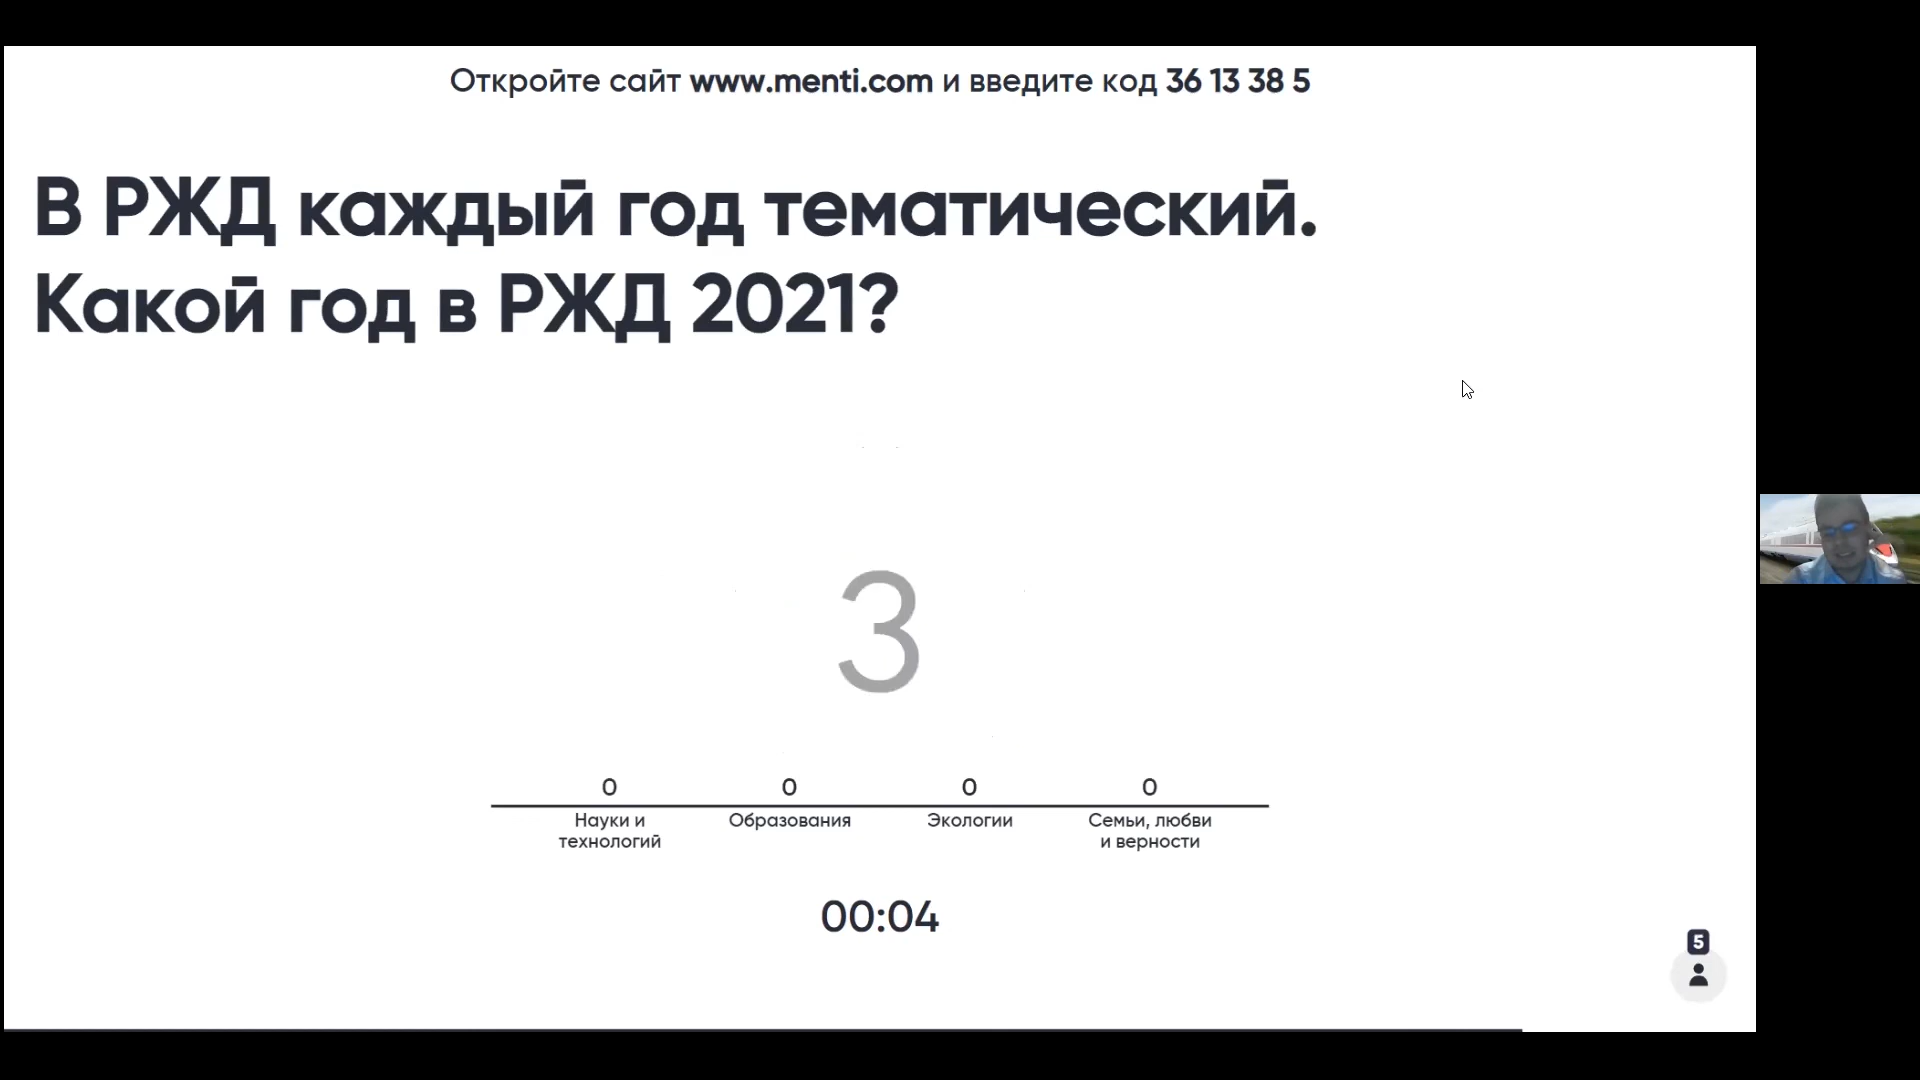 Откройте сайт www.menti.com и введите код 36 13 38 5
В РЖД каждый год тематический.
Какой год в РЖД 2021?
3
0 0 0 0
Науки и технологий
Образования
Экологии
Семьи, любви и верности
00:04
5